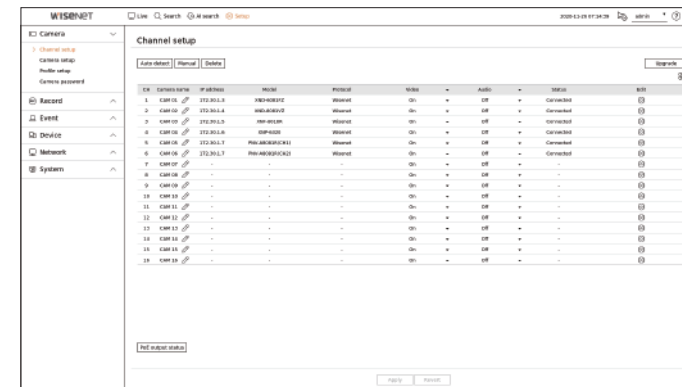 WISENET
Live Search AI search Setup
admin
Camera
Channel setup
Camera setup
Profile setup
Camera password
Record
Event
Device
Network
System
Channel setup
Auto detect Manual Delete
Upgrade
CH Camera name IP address Model Protocol Video Audio Status Edit
1 CAM 01 Wisenet On Off Connected
2 CAM 02 Wisenet On Off Connected
3 CAM 03 Wisenet On Off Connected
4 CAM 04 Wisenet On Off Connected
5 CAM 05 Wisenet On Off Connected
6 CAM 06 Wisenet On Off Connected
7 CAM 07 - - - On Off -
8 CAM 08 - - - On Off -
9 CAM 09 - - - On Off -
10 CAM 10 - - - On Off -
11 CAM 11 - - - On Off -
12 CAM 12 - - - On Off -
13 CAM 13 - - - On Off -
14 CAM 14 - - - On Off -
15 CAM 15 - - - On Off -
16 CAM 16 - - - On Off -
PoE output status
Apply Revert